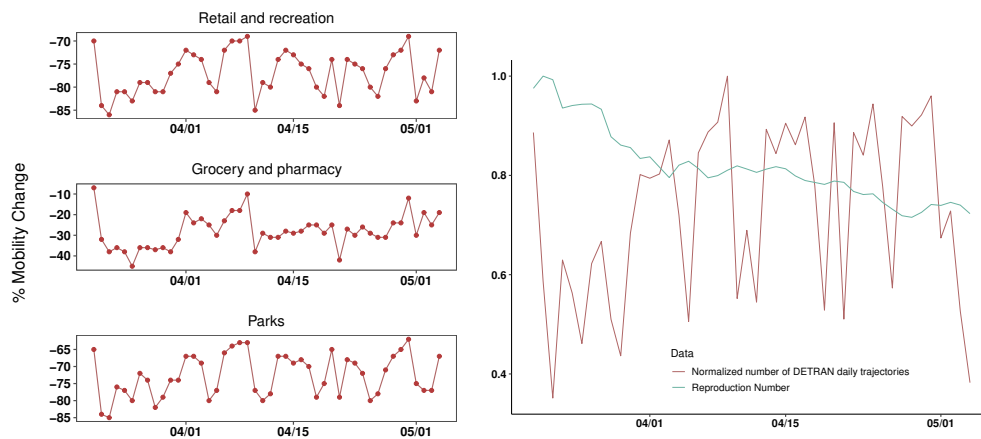 % Mobility Change
Retail and recreation
−70
−75
−80
−85
04/01 04/15 05/01
Grocery and pharmacy
−10
−20
−30
−40
04/01 04/15 05/01
Parks
−65
−70
−75
−80
−85
04/01 04/15 05/01
1.0
0.8
0.6
0.4
Data
Normalized number of DETRAN daily trajectories
Reproduction Number
04/01 04/15 05/01